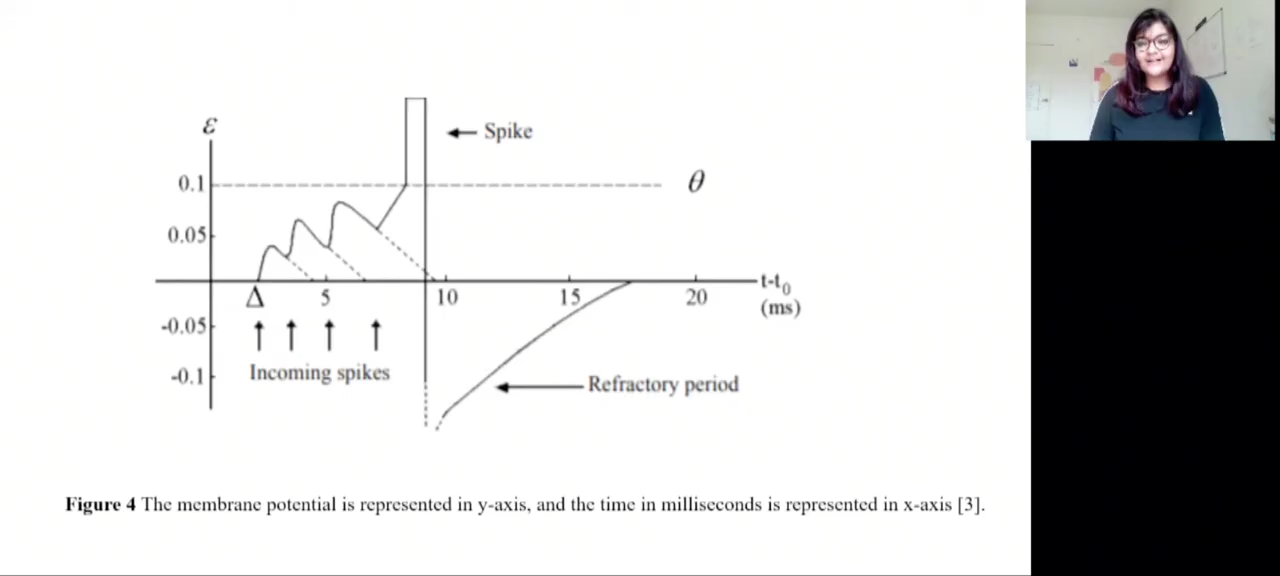 ε
Spike
0.1
θ
0.05
Δ
5
10
15
20
t-t0
(ms)
-0.05
-0.1
Incoming spikes
Refractory period
Figure 4 The membrane potential is represented in y-axis, and the time in milliseconds is represented in x-axis [3].